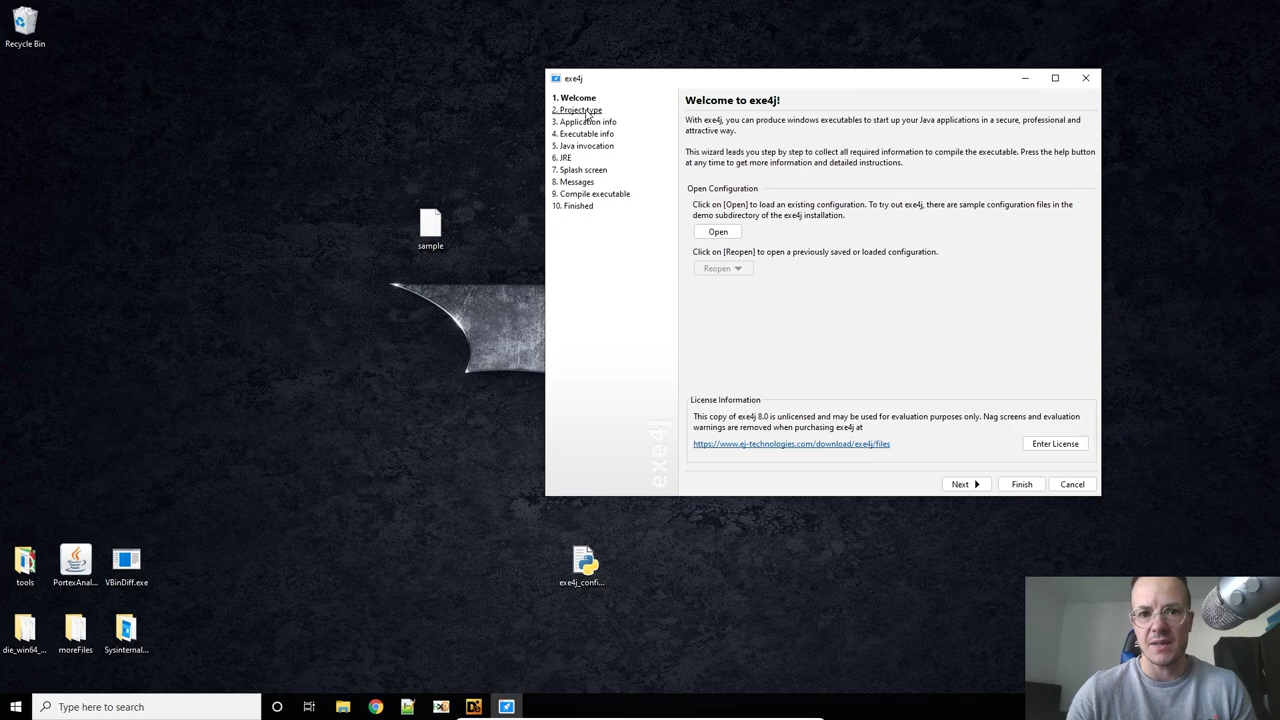 Recycle Bin
sample
exe4j
1. Welcome
2. Project type
3. Application info
4. Executable info
5. Java invocation
6. JRE
7. Splash screen
8. Messages
9. Compile executable
10. Finished
exe4j
Welcome to exe4j!
With exe4j, you can produce windows executables to start up your Java applications in a secure, professional and
attractive way.
This wizard leads you step by step to collect all required information to compile the executable. Press the help button
at any time to get more information and detailed instructions.
Open Configuration
Click on [Open] to load an existing configuration. To try out exe4j, there are sample configuration files in the
demo subdirectory of the exe4j installation.
Open
Click on [Reopen] to open a previously saved or loaded configuration.
Reopen
License Information
This copy of exe4j 8.0 is unlicensed and may be used for evaluation purposes only. Nag screens and evaluation
warnings are removed when purchasing exe4j at
https://www.ej-technologies.com/download/exe4j/files
Enter License
Next Finish Cancel
tools PortexAnal... VBinDiff.exe exe4j_confi...
die_win64_... moreFiles Sysinternal...
Type here to search